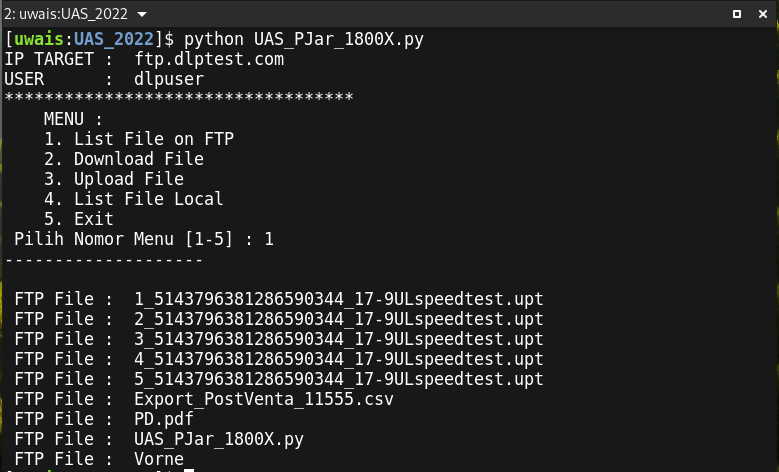 2: uwais:UAS_2022
[uwais:UAS_2022]$ python UAS_PJar_1800X.py
IP TARGET :  ftp.dlptest.com
USER      :  dlpuser
***********************************
    MENU :
    1. List File on FTP
    2. Download File
    3. Upload File
    4. List File Local
    5. Exit
 Pilih Nomor Menu [1-5] : 1
--------------------
 FTP File :  1_5143796381286590344_17-9ULspeedtest.upt
 FTP File :  2_5143796381286590344_17-9ULspeedtest.upt
 FTP File :  3_5143796381286590344_17-9ULspeedtest.upt
 FTP File :  4_5143796381286590344_17-9ULspeedtest.upt
 FTP File :  5_5143796381286590344_17-9ULspeedtest.upt
 FTP File :  Export_PostVenta_11555.csv
 FTP File :  PD.pdf
 FTP File :  UAS_PJar_1800X.py
 FTP File :  Vorne